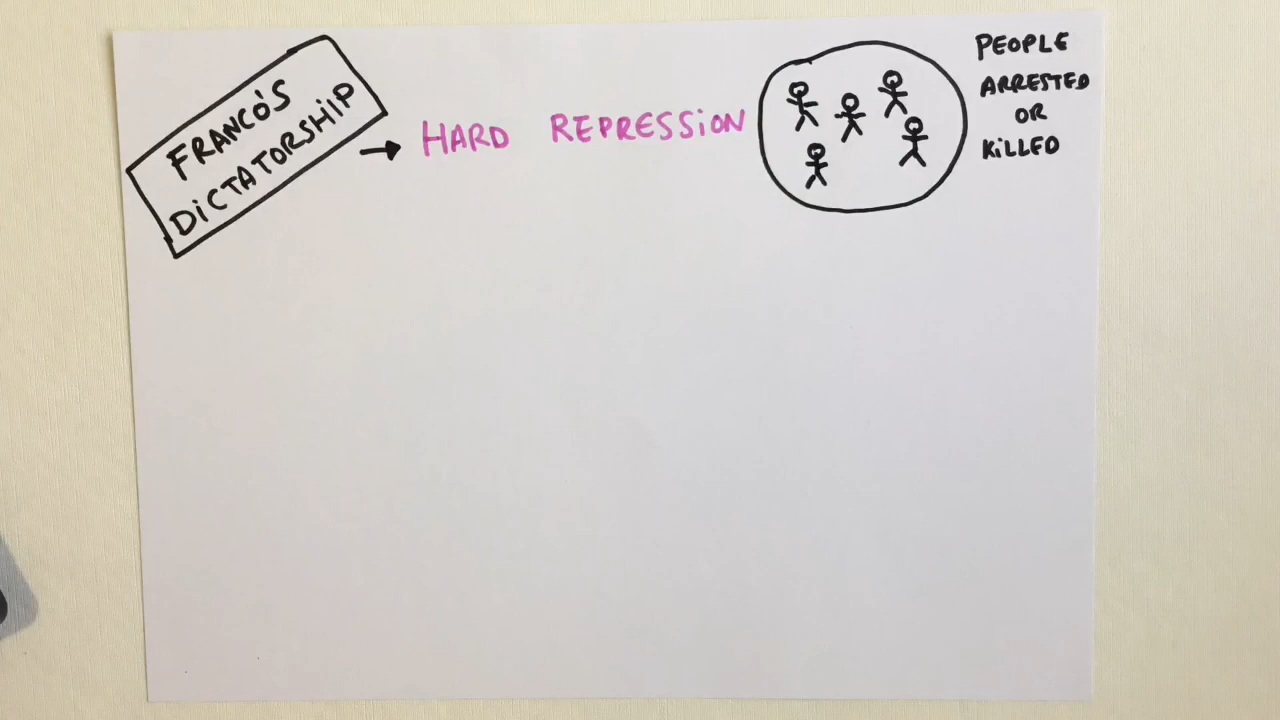 FRANCO'S
DiCTATORSHiP
HARD REPRESSiON
PEOPLE
ARRESTED
OR
KiLLED